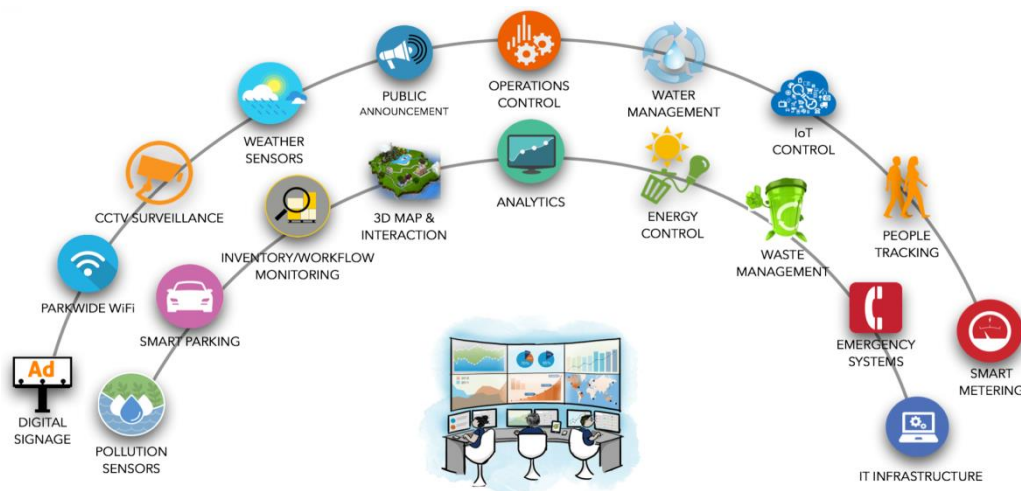 PUBLIC
ANNOUNCEMENT
OPERATIONS
CONTROL
WATER
MANAGEMENT
WEATHER
SENSORS
IoT
CONTROL
CCTV SURVEILLANCE
PEOPLE
TRACKING
PARKWIDE WiFi
SMART
METERING
Ad
DIGITAL
SIGNAGE
ANALYTICS
3D MAP &
INTERACTION
ENERGY
CONTROL
INVENTORY/WORKFLOW
MONITORING
WASTE
MANAGEMENT
SMART PARKING
EMERGENCY
SYSTEMS
POLLUTION
SENSORS
IT INFRASTRUCTURE